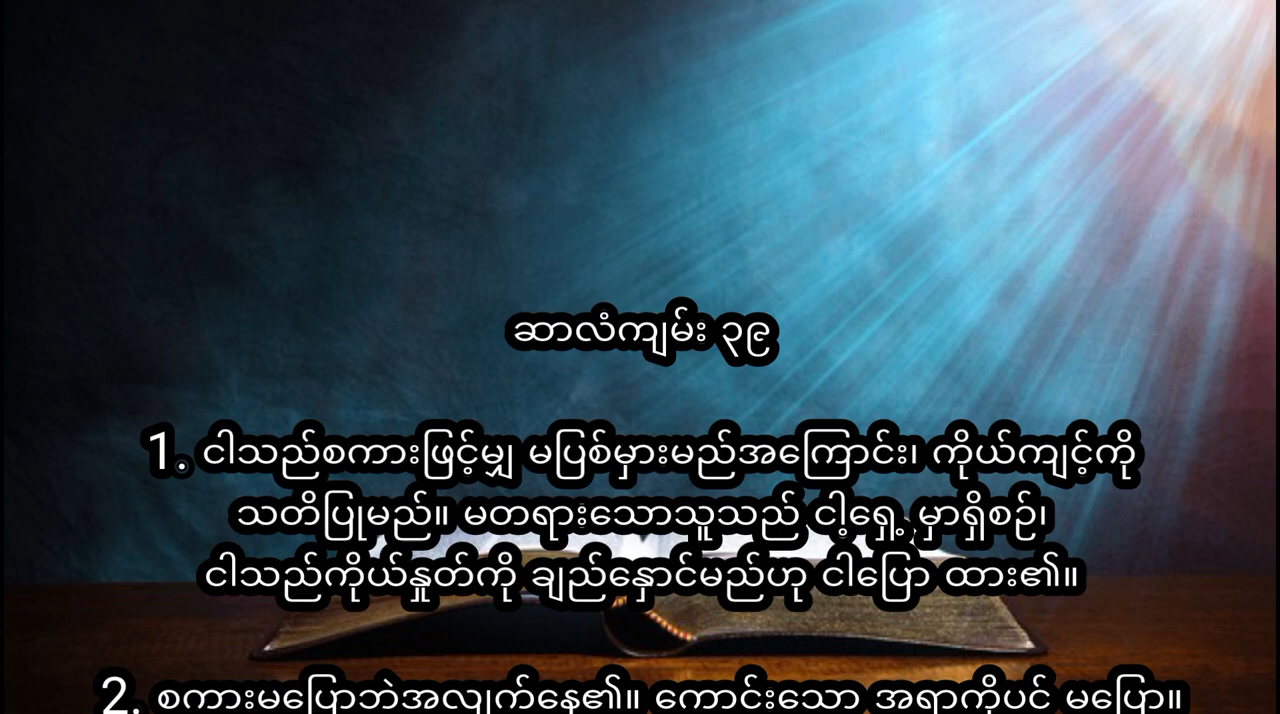 ဆာလံကျမ်း ၃၉
1. ငါသည်စကားဖြင့်မျှ မပြစ်မှားမည်အကြောင်း၊ ကိုယ်ကျင့်ကို
သတိပြုမည်။ မတရားသောသူသည် ငါ့ရှေ့ မှာရှိစဉ်၊
ငါသည်ကိုယ်နှုတ်ကို ချည်နှောင်မည်ဟု ငါပြော ထား၏။
2. စကားမပြောဘဲအလျက်နေ၏။ ကောင်းသော အရာကိုပင် မပြော။